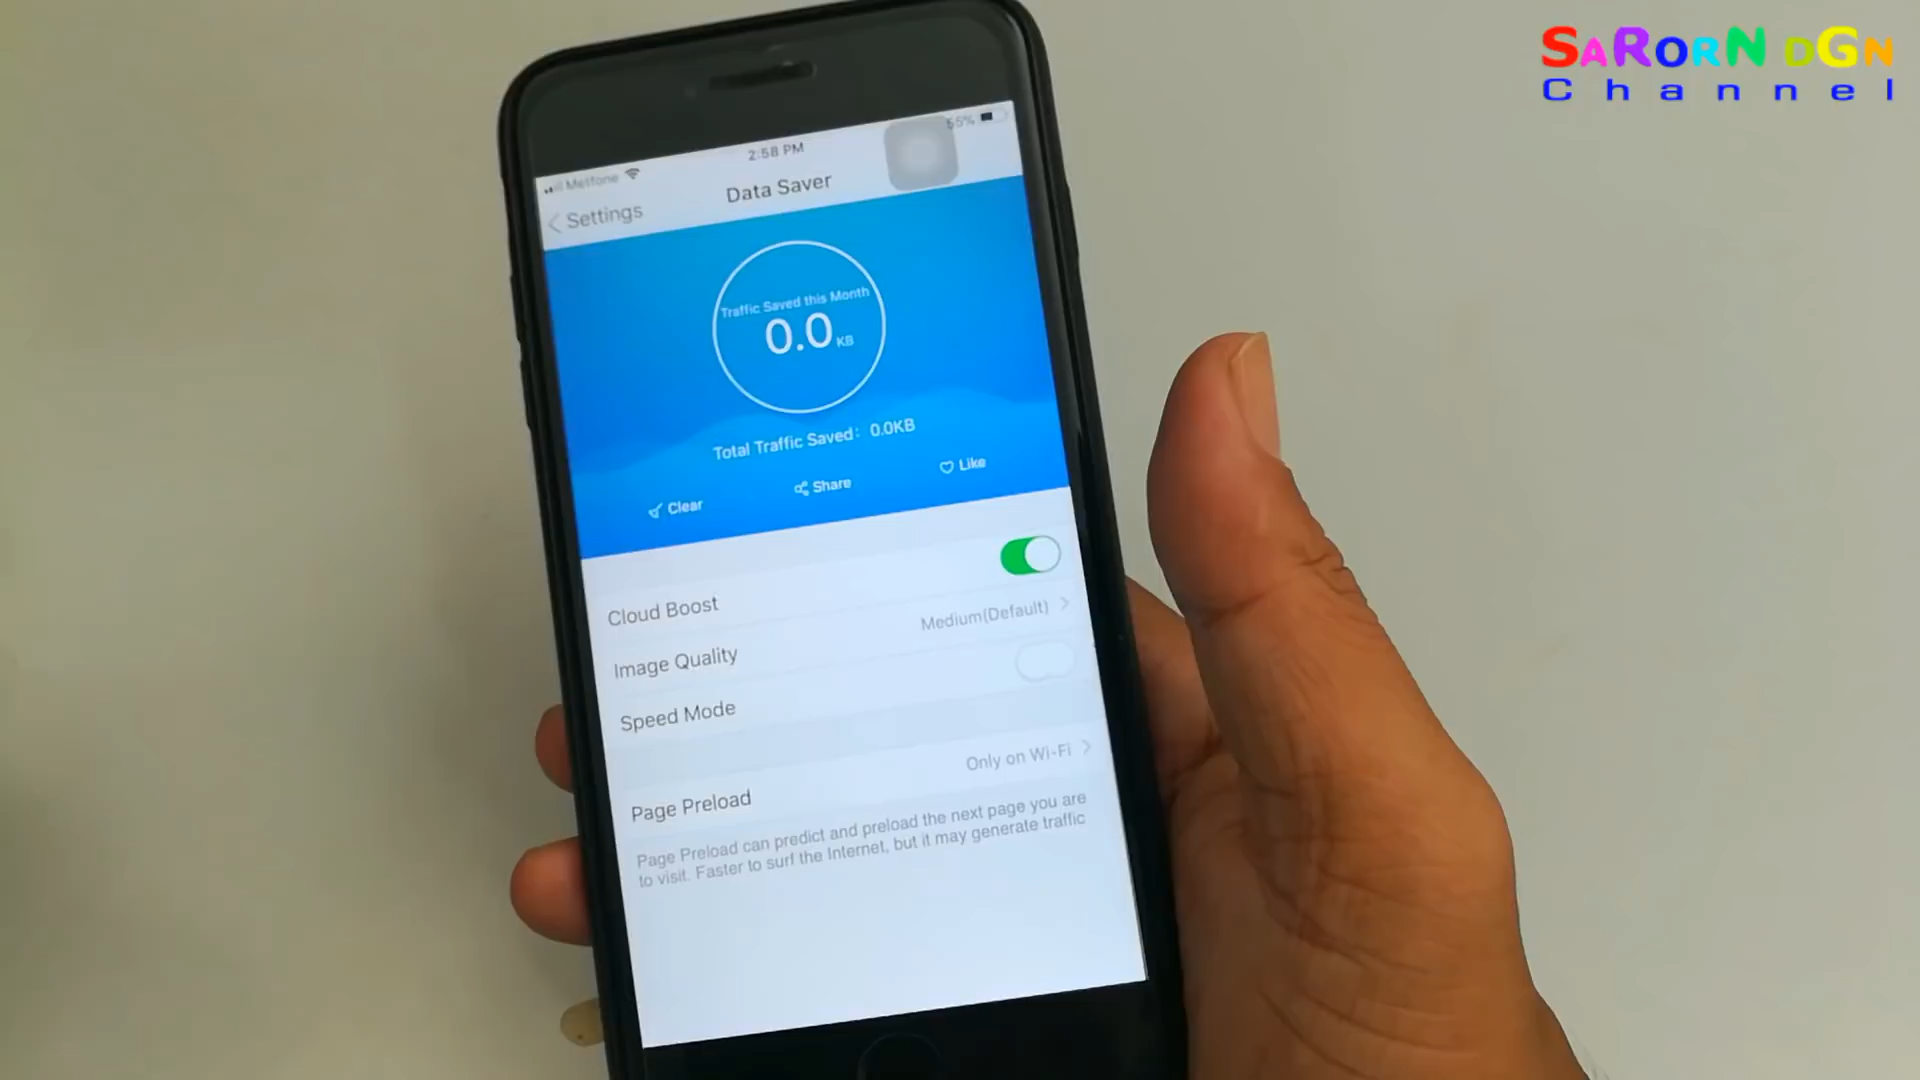 SaRorN DGN
Channel
Metfone
2:58 PM
55%
Settings
Data Saver
Traffic Saved this Month
0.0 KB
Total Traffic Saved: 0.0KB
Clear
Share
Like
Cloud Boost
Image Quality
Medium(Default)
Speed Mode
Page Preload
Only on Wi-Fi
Page Preload can predict and preload the next page you are
to visit. Faster to surf the Internet, but it may generate traffic